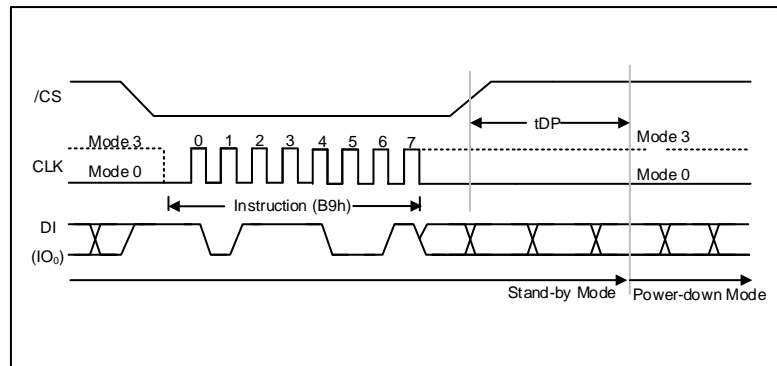 /CS
tDP
Mode 3
0 1 2 3 4 5 6 7
Mode 3
CLK
Mode 0
Mode 0
Instruction (B9h)
DI
(IO₀)
Stand-by Mode
Power-down Mode